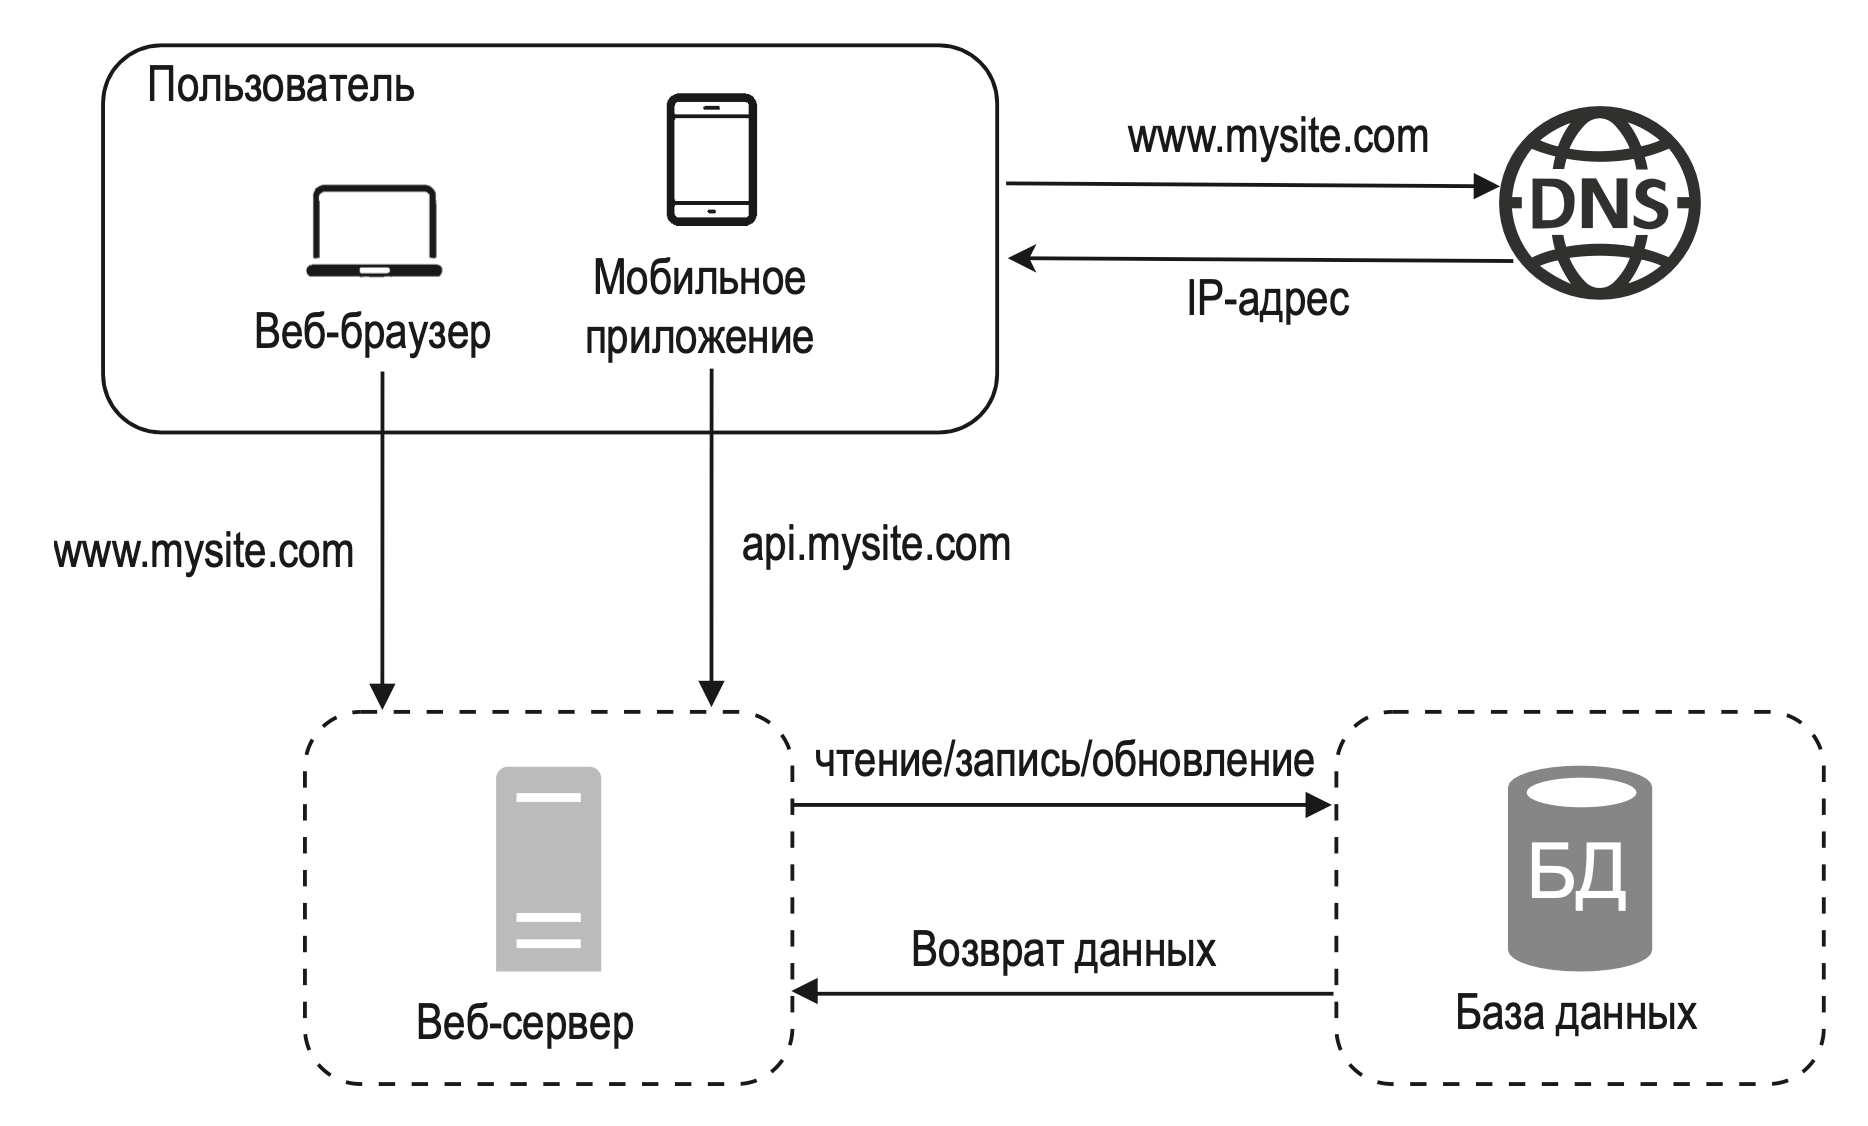 Пользователь
www.mysite.com
DNS
IP-адрес
Веб-браузер
Мобильное
приложение
www.mysite.com
api.mysite.com
чтение/запись/обновление
БД
Возврат данных
Веб-сервер
База данных